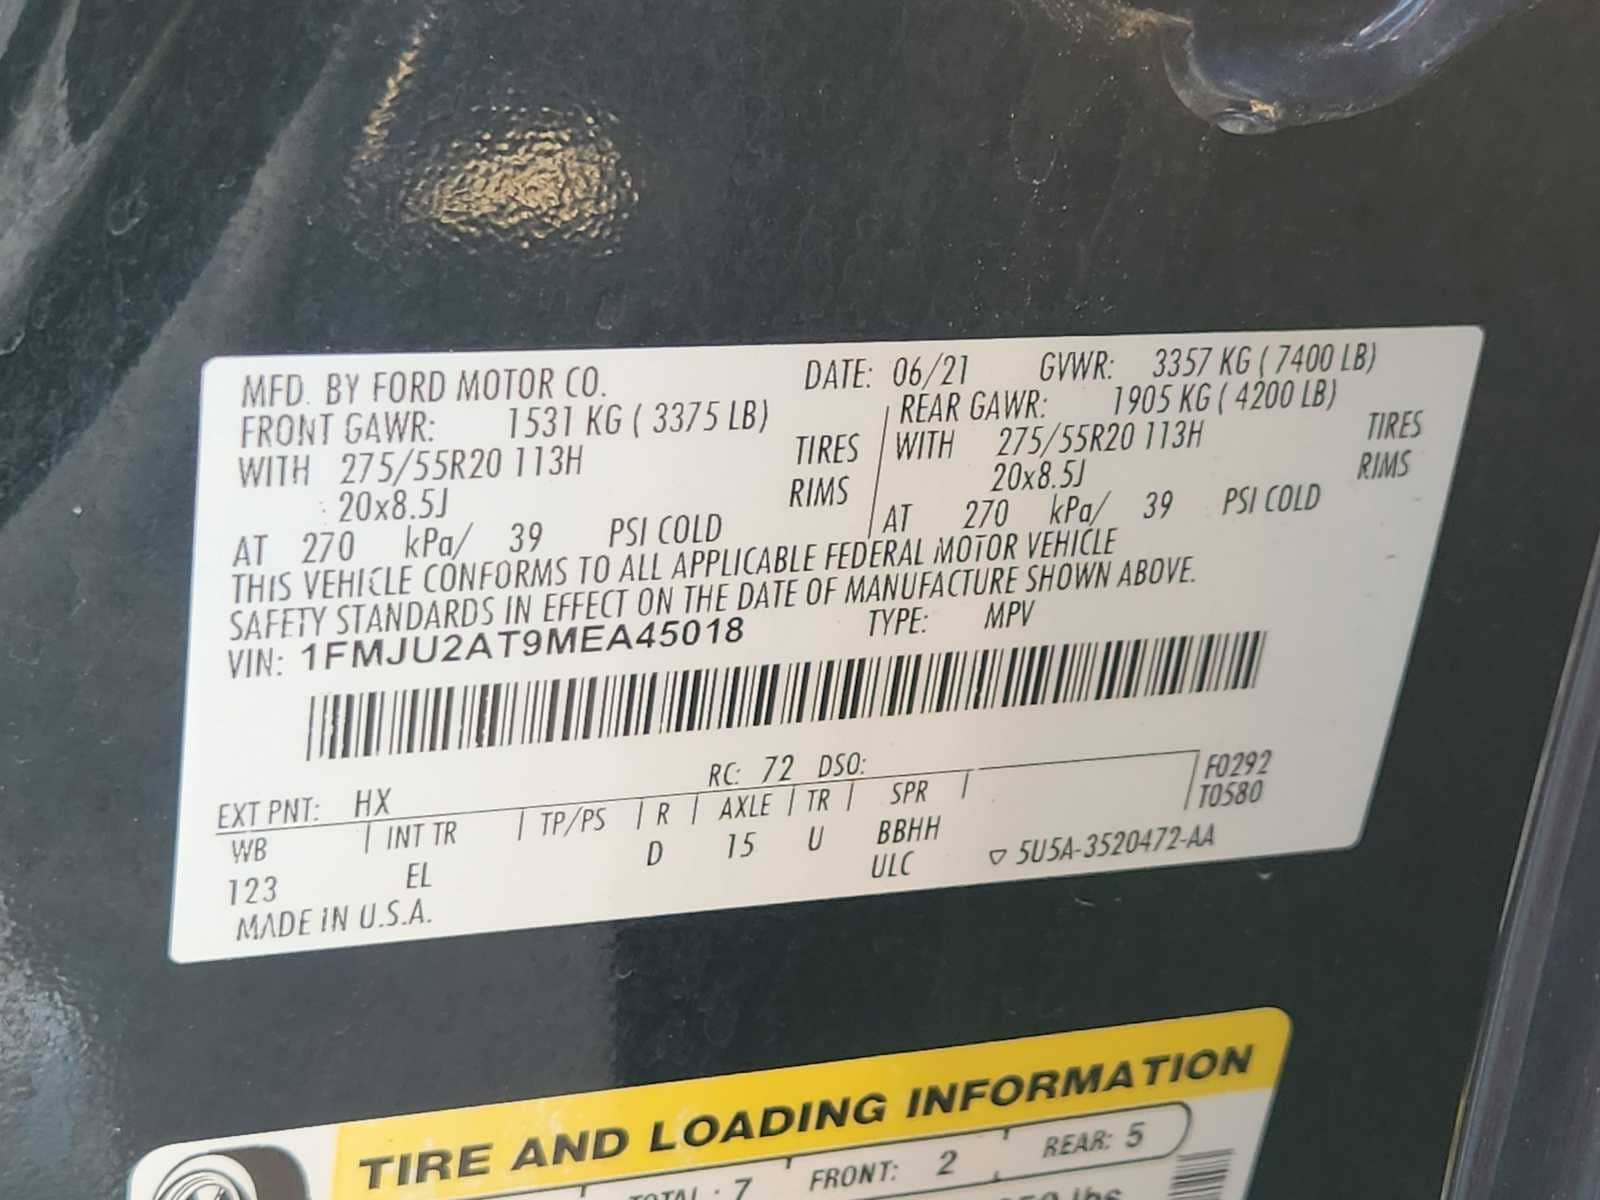 MFD. BY FORD MOTOR CO. DATE: 06/21 GVWR: 3357 KG ( 7400 LB)
FRONT GAWR: 1531 KG ( 3375 LB) REAR GAWR: 1905 KG ( 4200 LB)
WITH 275/55R20 113H TIRES WITH 275/55R20 113H TIRES
20x8.5J RIMS 20x8.5J RIMS
AT 270 kPa/ 39 PSI COLD AT 270 kPa/ 39 PSI COLD
THIS VEHICLE CONFORMS TO ALL APPLICABLE FEDERAL MOTOR VEHICLE
SAFETY STANDARDS IN EFFECT ON THE DATE OF MANUFACTURE SHOWN ABOVE.
VIN: 1FMJU2AT9MEA45018 TYPE: MPV
EXT PNT: HX RC: 72 DSO: F0292
WB INT TR TP/PS R AXLE TR SPR T0580
123 EL D 15 U BBHH
ULC ▽ 5U5A-3520472-AA
MADE IN U.S.A.
TIRE AND LOADING INFORMATION
TOTAL : 7 FRONT: 2 REAR: 5
lbs